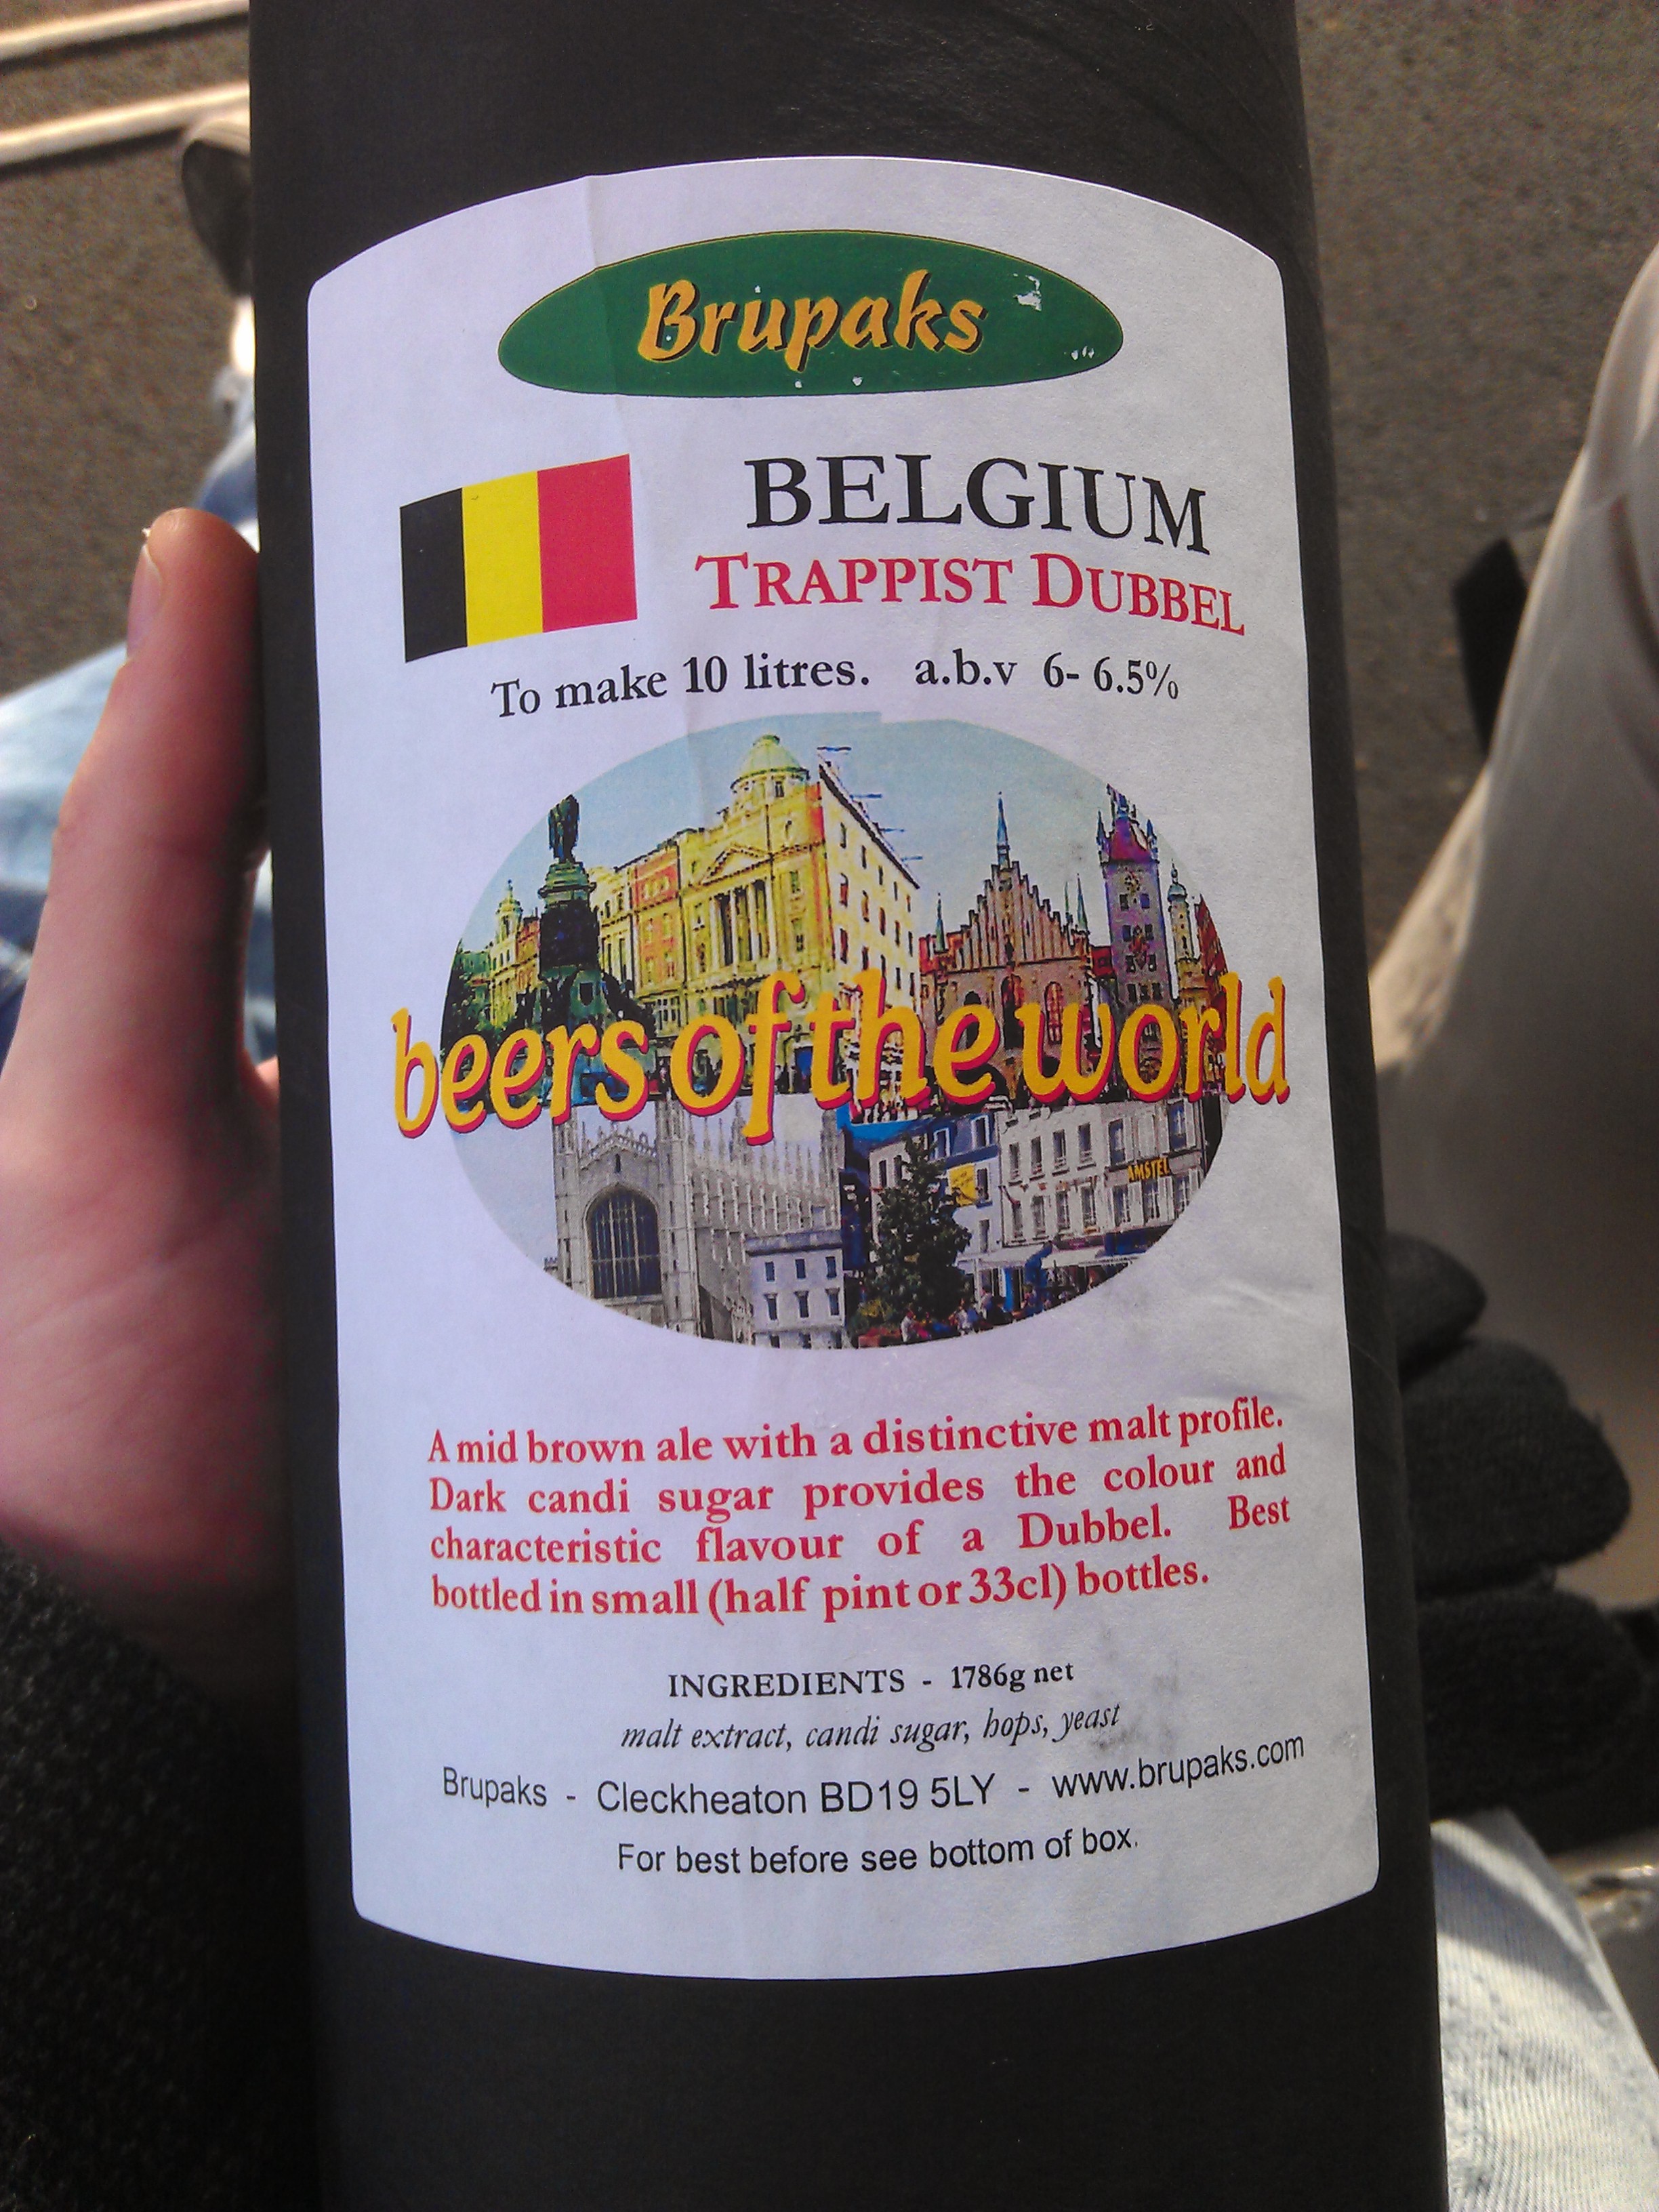 Brupaks
BELGIUM
TRAPPIST DUBBEL
To make 10 litres. a.b.v 6- 6.5%
beers of the world
AMSTEL
A mid brown ale with a distinctive malt profile.
Dark candi sugar provides the colour and
characteristic flavour of a Dubbel. Best
bottled in small (half pint or 33cl) bottles.
INGREDIENTS - 1786g net
malt extract, candi sugar, hops, yeast
Brupaks - Cleckheaton BD19 5LY - www.brupaks.com
For best before see bottom of box.